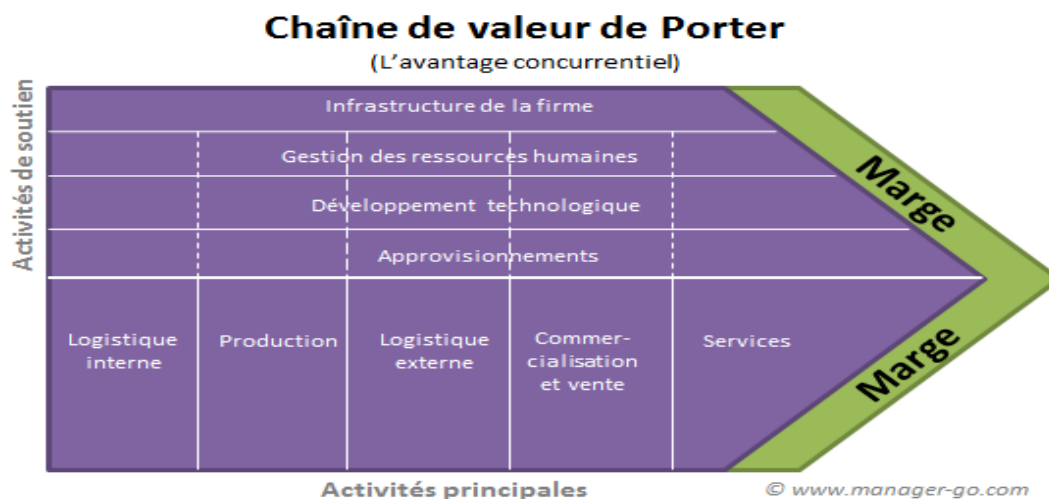 Chaîne de valeur de Porter
(L'avantage concurrentiel)
Activités de soutien
Infrastructure de la firme
Gestion des ressources humaines
Développement technologique
Approvisionnements
Logistique
interne
Production
Logistique
externe
Commer-
cialisation
et vente
Services
Marge
Marge
Activités principales
© www.manager-go.com